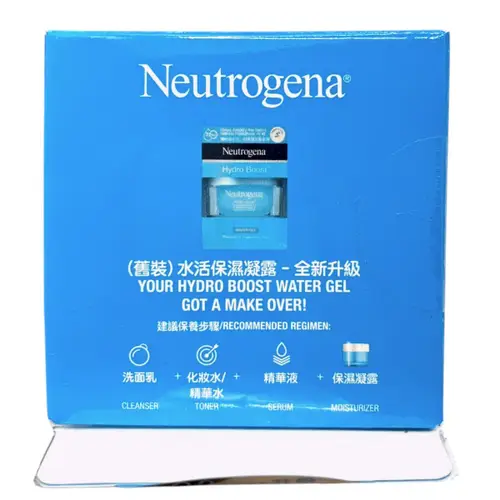 Neutrogena®
Neutrogena
Hydro Boost
Neutrogena
(舊裝) 水活保濕凝露 - 全新升級
YOUR HYDRO BOOST WATER GEL
GOT A MAKE OVER!
建議保養步驟/RECOMMENDED REGIMEN:
洗面乳 + 化妝水/ + 精華液 + 保濕凝露
精華水
CLEANSER TONER SERUM MOISTURIZER